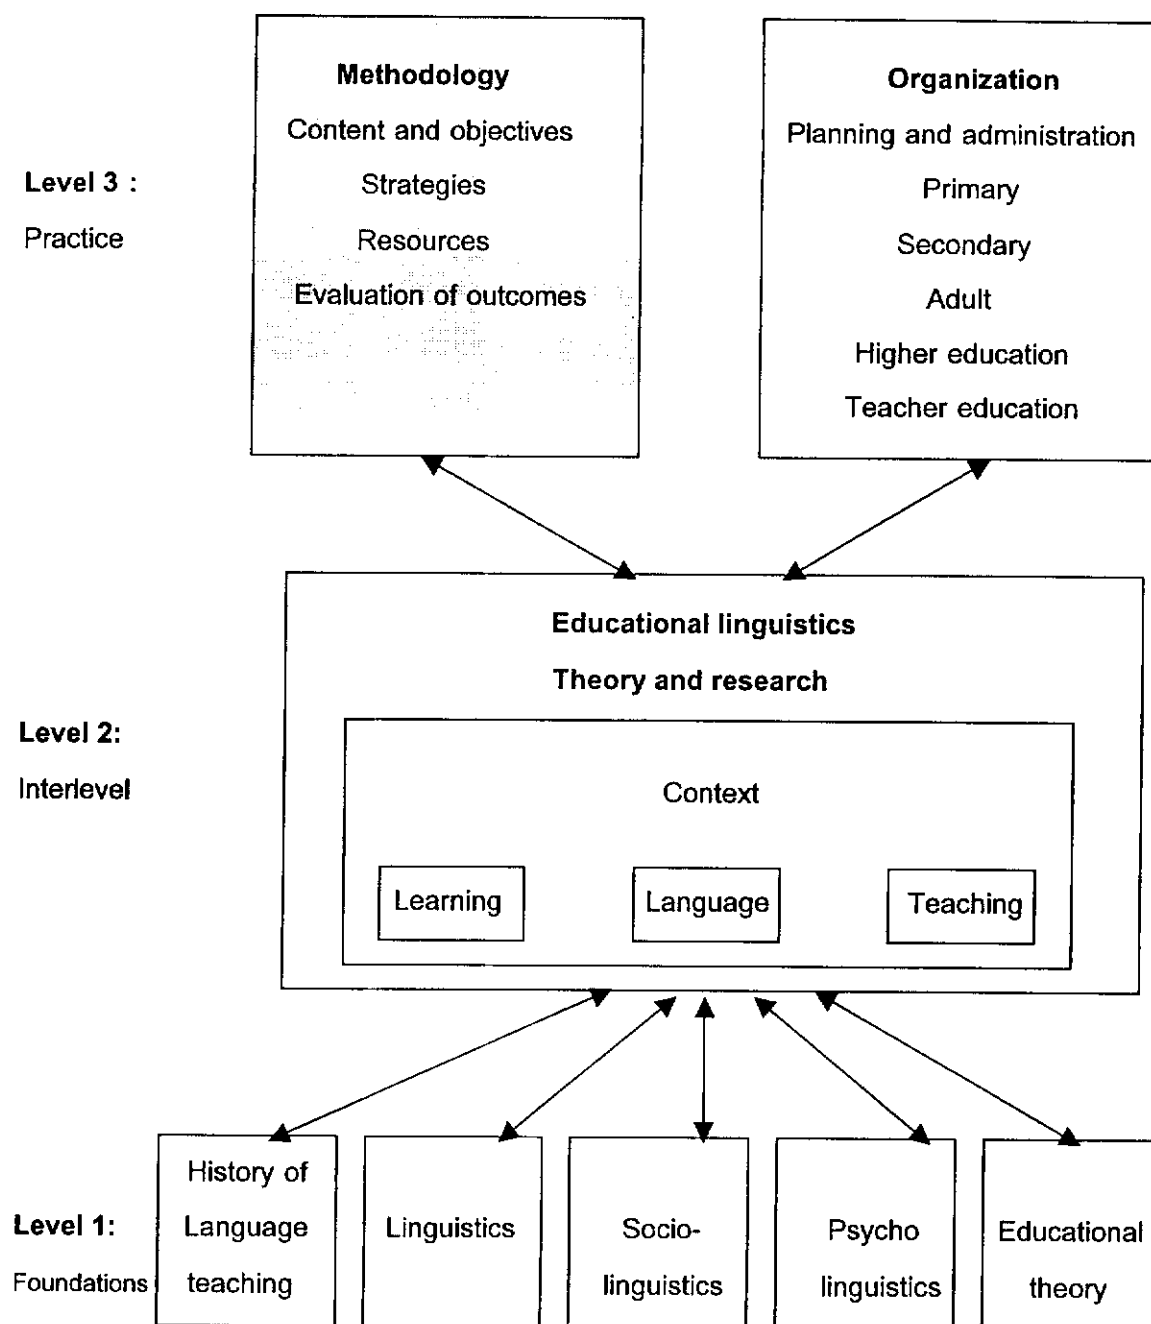 Methodology
Content and objectives
Strategies
Resources
Evaluation of outcomes
Organization
Planning and administration
Primary
Secondary
Adult
Higher education
Teacher education
Level 3 :
Practice
Educational linguistics
Theory and research
Context
Learning
Language
Teaching
Level 2:
Interlevel
Level 1:
Foundations
History of
Language
teaching
Linguistics
Socio-
linguistics
Psycho
linguistics
Educational
theory